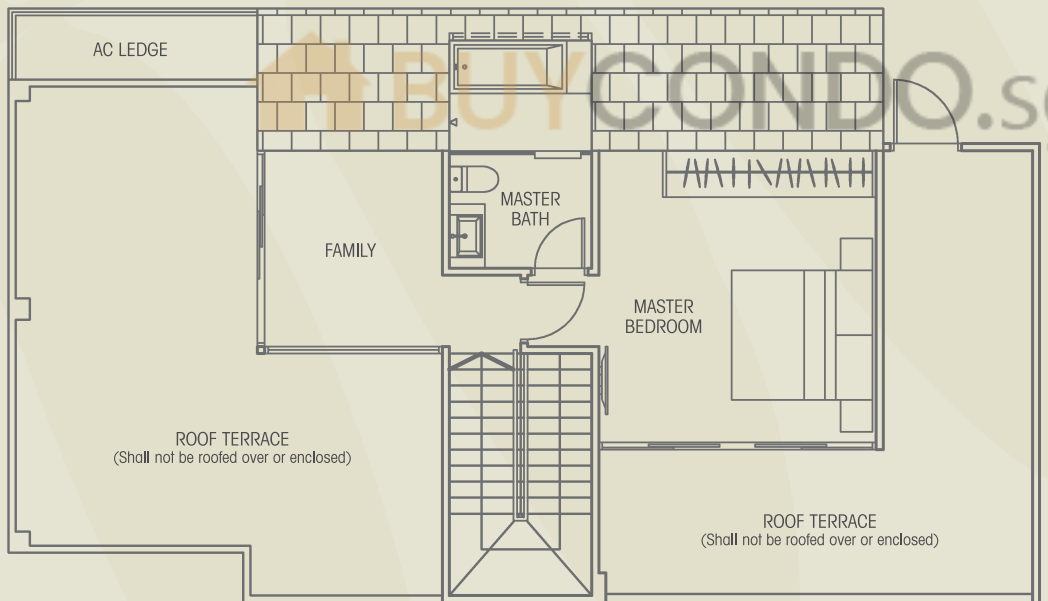 AC LEDGE
BUYCONDO.sg
MASTER
BATH
FAMILY
MASTER
BEDROOM
ROOF TERRACE
(Shall not be roofed over or enclosed)
ROOF TERRACE
(Shall not be roofed over or enclosed)